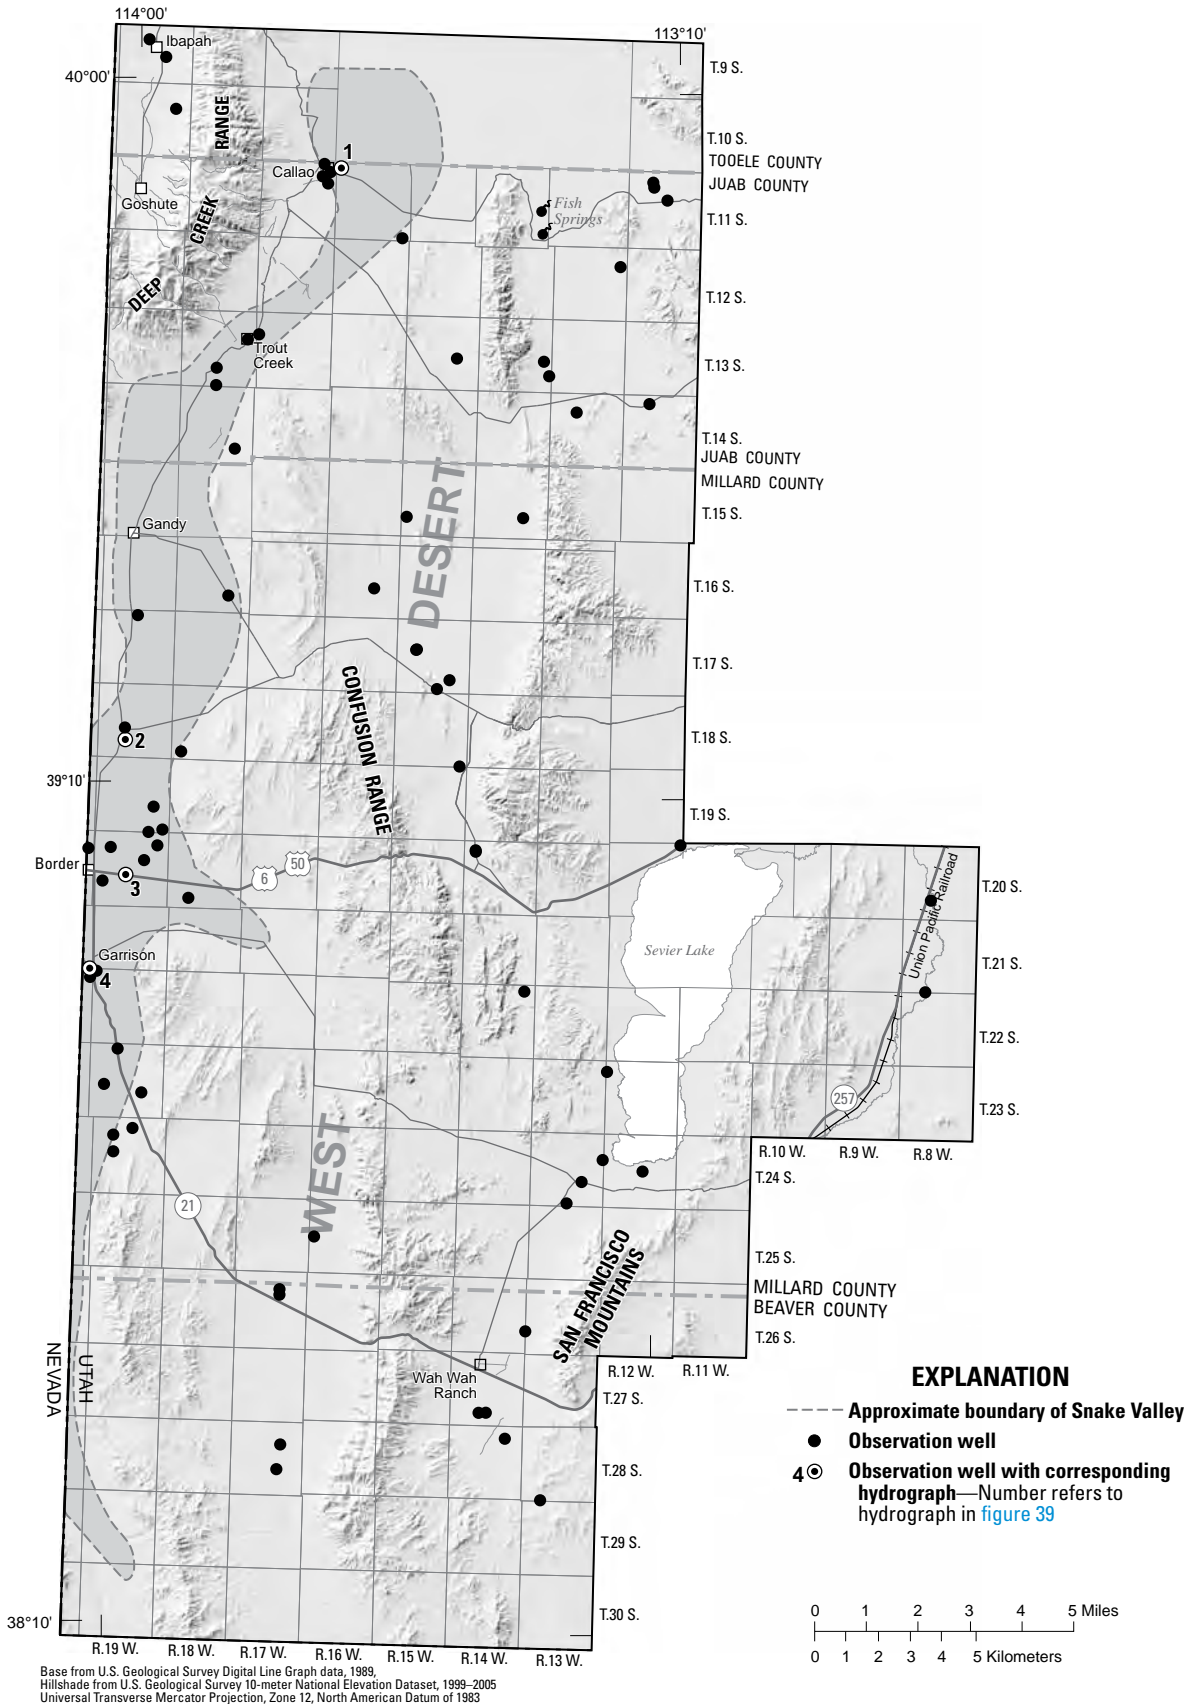 114°00'
113°10'
Ibapah
40°00'
T.9 S.
RANGE
T.10 S.
1
TOOELE COUNTY
Callao
JUAB COUNTY
Goshute
Fish
Springs
T.11 S.
CREEK
DEEP
T.12 S.
Trout
Creek
T.13 S.
T.14 S.
JUAB COUNTY
MILLARD COUNTY
DESERT
T.15 S.
Gandy
T.16 S.
T.17 S.
CONFUSION RANGE
2
T.18 S.
39°10'
T.19 S.
Border
50
6
3
T.20 S.
Union Pacific Railroad
Garrison
Sevier Lake
T.21 S.
4
T.22 S.
257
T.23 S.
R.10 W.
R.9 W.
R.8 W.
WEST
T.24 S.
21
T.25 S.
SAN FRANCISCO
MOUNTAINS
MILLARD COUNTY
BEAVER COUNTY
T.26 S.
NEVADA
UTAH
Wah Wah
Ranch
R.12 W.
R.11 W.
T.27 S.
T.28 S.
T.29 S.
T.30 S.
38°10'
R.19 W.
R.18 W.
R.17 W.
R.16 W.
R.15 W.
R.14 W.
R.13 W.
EXPLANATION
Approximate boundary of Snake Valley
Observation well
4 Observation well with corresponding
hydrograph—Number refers to
hydrograph in figure 39
0 1 2 3 4 5 Miles
0 1 2 3 4 5 Kilometers
Base from U.S. Geological Survey Digital Line Graph data, 1989,
Hillshade from U.S. Geological Survey 10-meter National Elevation Dataset, 1999–2005
Universal Transverse Mercator Projection, Zone 12, North American Datum of 1983